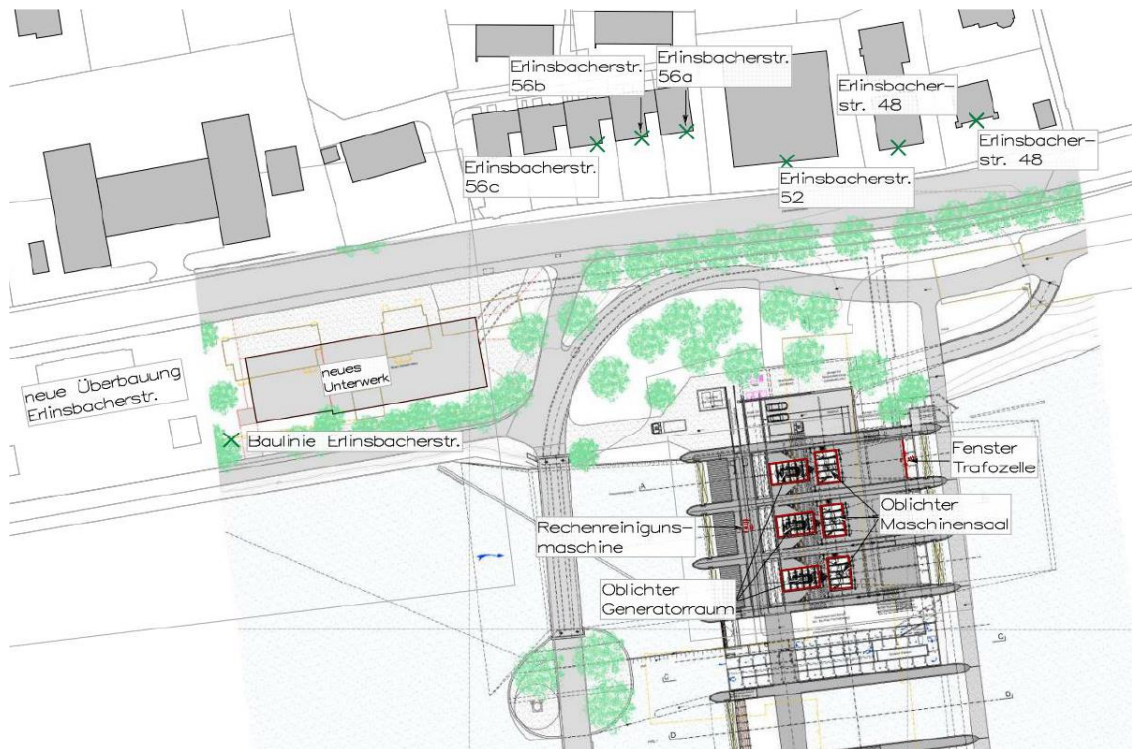 Erlinsbacherstr.
56b
Erlinsbacherstr.
56a
Erlinsbacher-
str. 48
Erlinsbacherstr.
56c
Erlinsbacherstr.
52
Erlinsbacher-
str. 48
neue Überbauung
Erlinsbacherstr.
neues
Unterwerk
Baulinie Erlinsbacherstr.
Fenster
Trafozelle
A
Rechenreiniguns-
maschine
Oblichter
Maschinensaal
Oblichter
Generatorraum
C
C
D
D